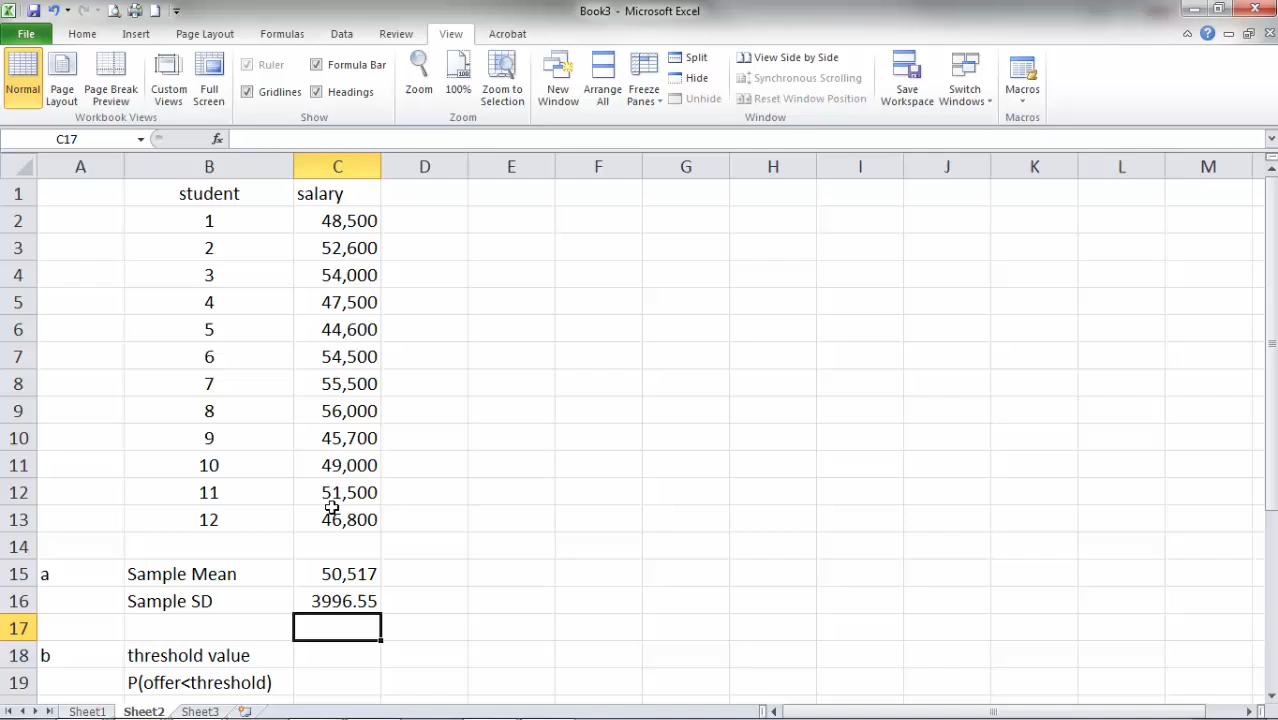 Book3 - Microsoft Excel
File Home Insert Page Layout Formulas Data Review View Acrobat
Normal
Page Layout
Page Break Preview
Custom Views
Full Screen
Workbook Views
Ruler
Formula Bar
Gridlines
Headings
Show
Zoom
100%
Zoom to Selection
Zoom
New Window
Arrange All
Freeze Panes
Split
Hide
Unhide
View Side by Side
Synchronous Scrolling
Reset Window Position
Window
Save Workspace
Switch Windows
Macros
Macros
C17 fx
A B C D E F G H I J K L M
1 student salary
2 1 48,500
3 2 52,600
4 3 54,000
5 4 47,500
6 5 44,600
7 6 54,500
8 7 55,500
9 8 56,000
10 9 45,700
11 10 49,000
12 11 51,500
13 12 46,800
14
15 a Sample Mean 50,517
16 Sample SD 3996.55
17
18 b threshold value
19 P(offer<threshold)
Sheet1 Sheet2 Sheet3